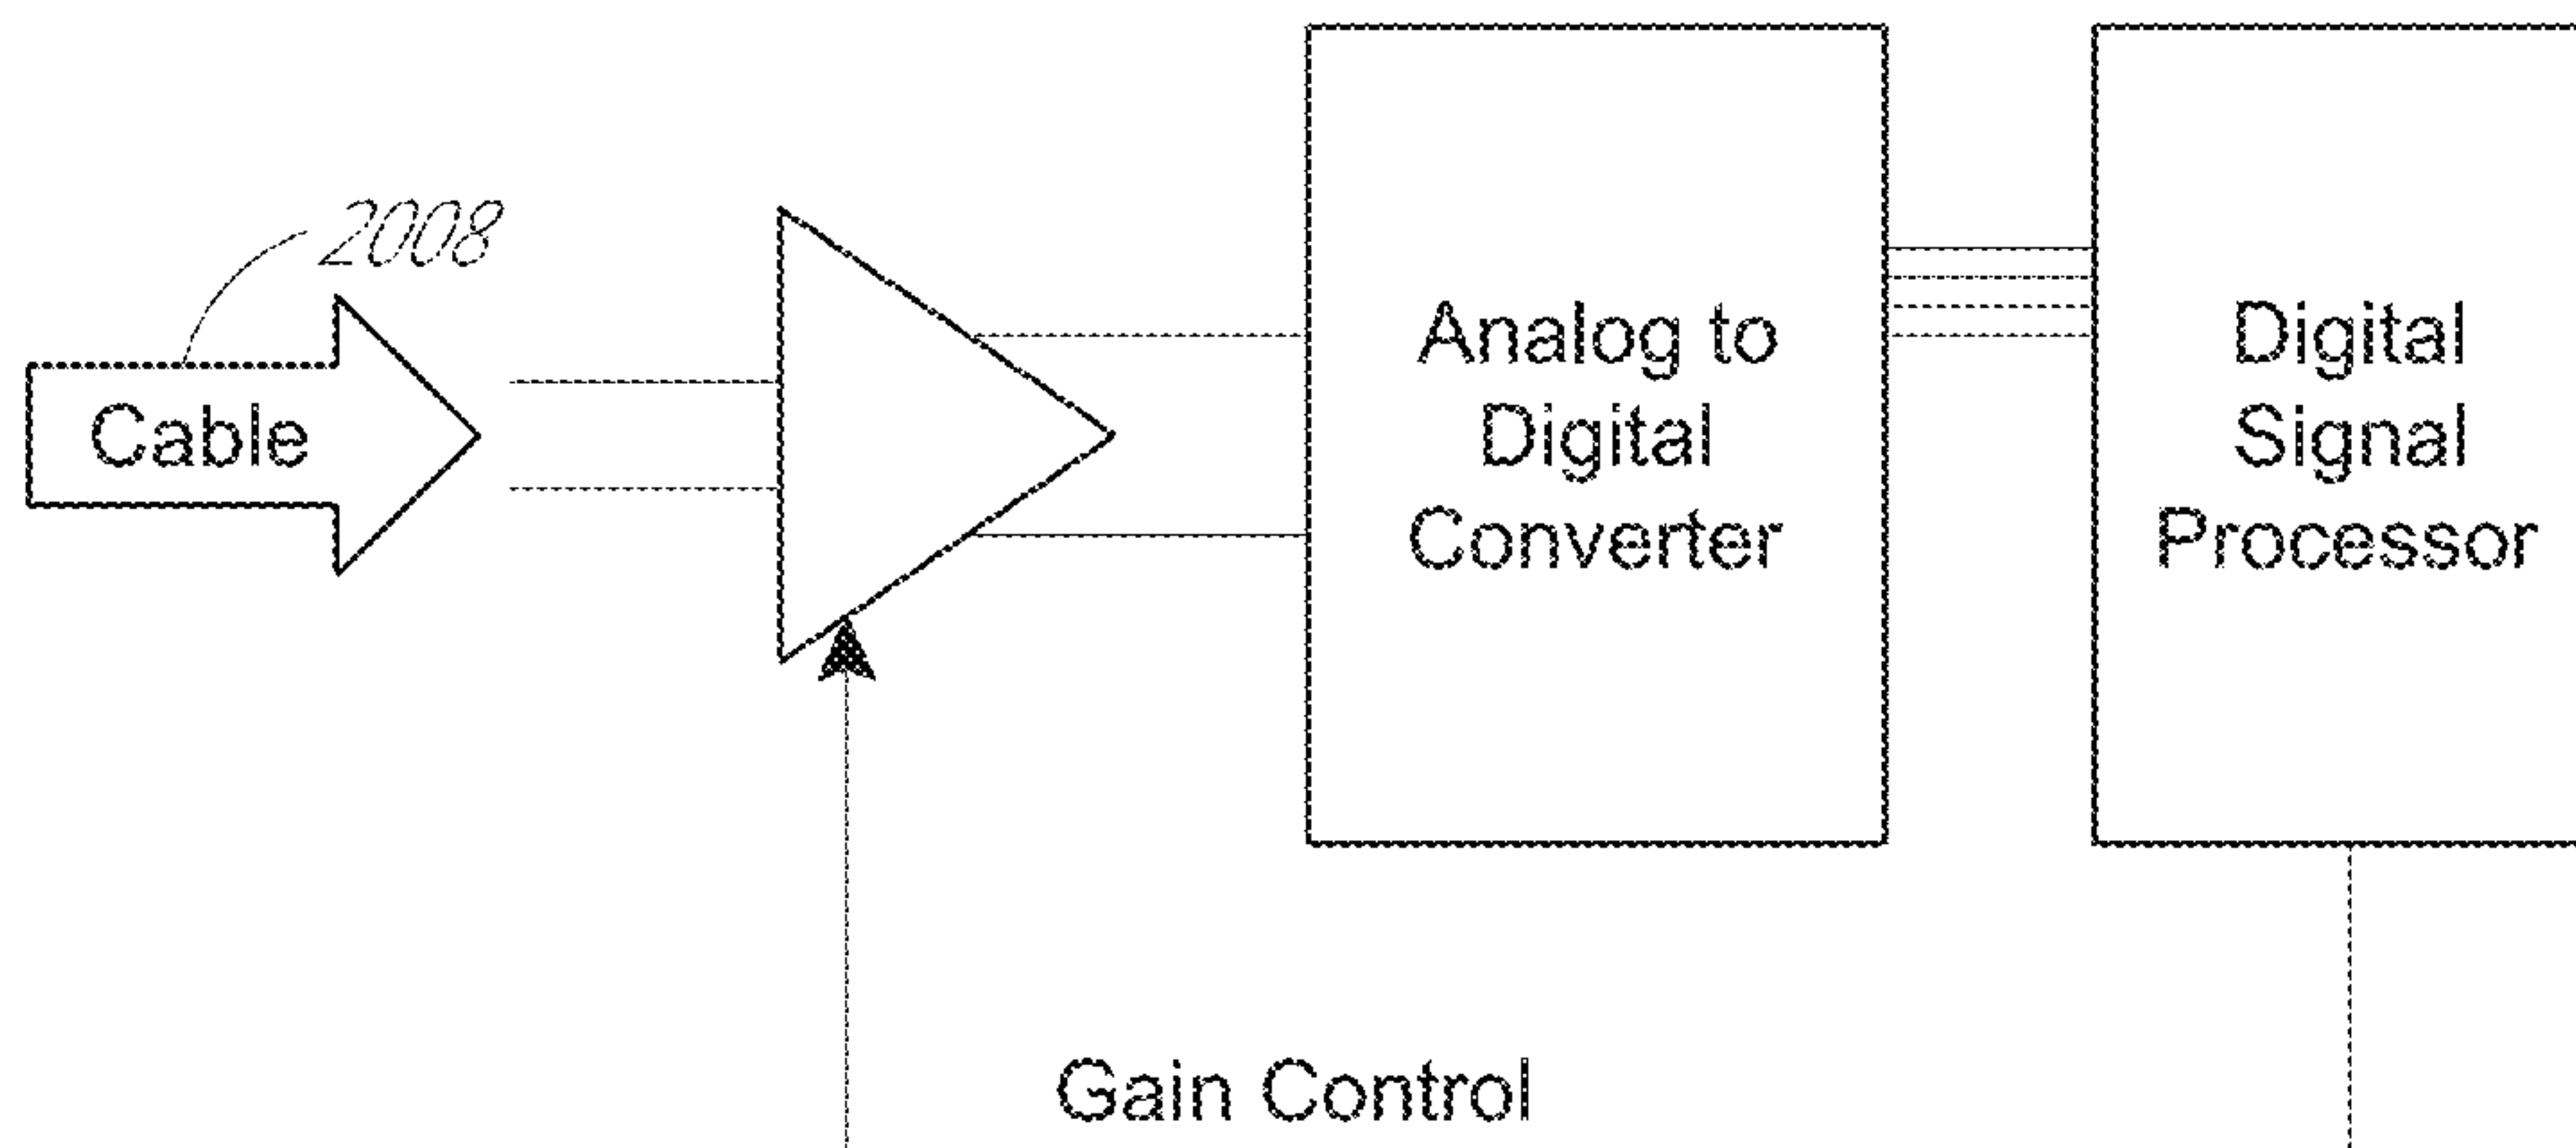 2008
Cable
Analog to
Digital
Converter
Digital
Signal
Processor
Gain Control